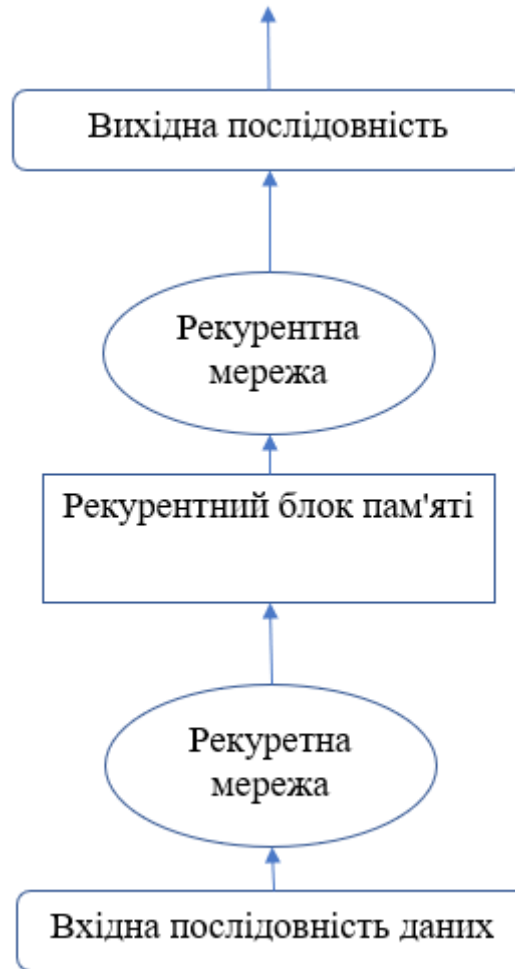 Вихідна послідовність
Рекурентна
мережа
Рекурентний блок пам'яті
Рекуретна
мережа
Вхідна послідовність даних